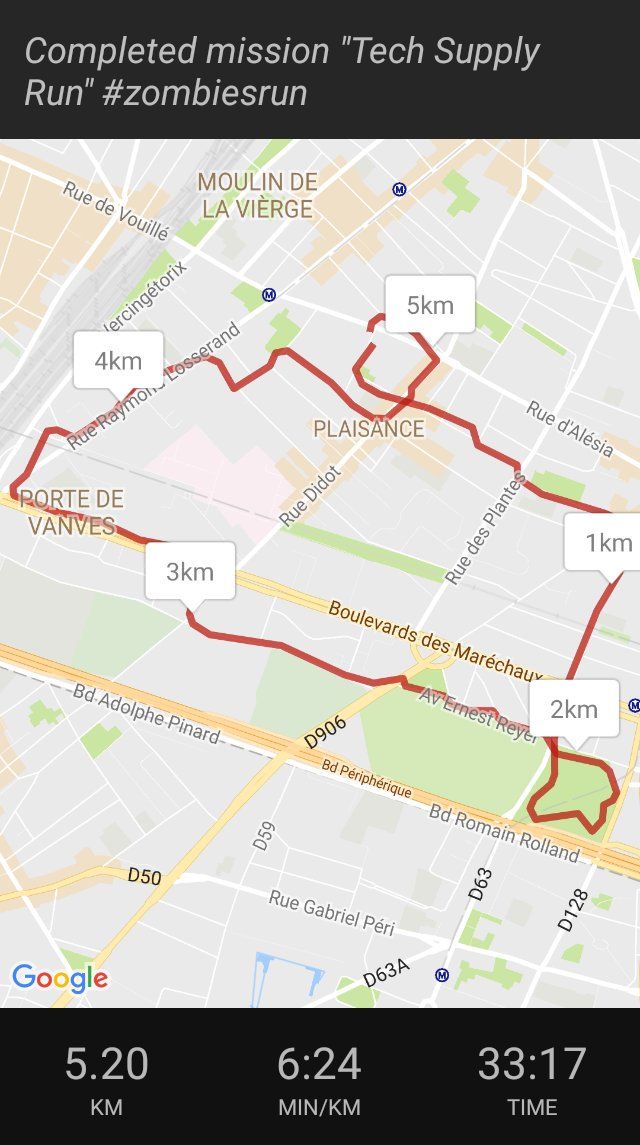 Completed mission "Tech Supply
Run" #zombiesrun
MOULIN DE
LA VIÈRGE
M
Rue de Vouillé
Vercingétorix
M
5km
4km
Rue Raymond Losserand
PLAISANCE
Rue d'Alésia
PORTE DE
VANVES
Rue Didot
Rue des Plantes
1km
3km
Boulevards des Maréchaux
2km
M
Av Ernest Reyer
Bd Adolphe Pinard
D906
Bd Périphérique
Bd Romain Rolland
D59
D50
D63
D128
Rue Gabriel Péri
D63A
M
Google
5.20
6:24
33:17
KM
MIN/KM
TIME